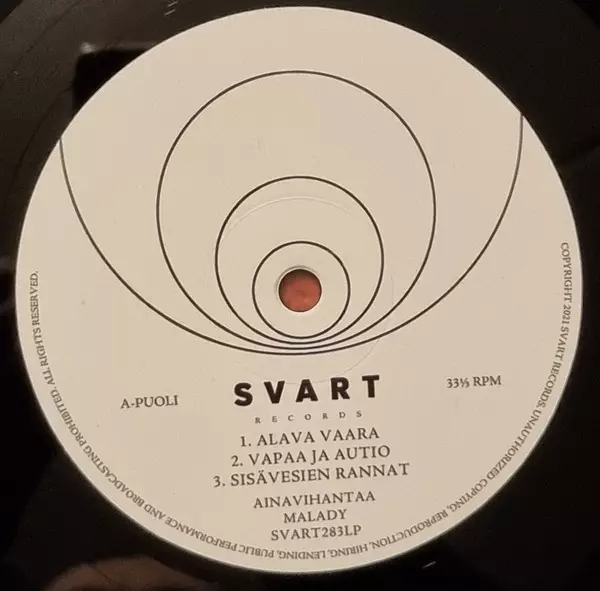 A-PUOLI
SVART
RECORDS
33⅓ RPM
1. ALAVA VAARA
2. VAPAA JA AUTIO
3. SISÄVESIEN RANNAT
AINAVIHANTAA
MALADY
SVART283LP
COPYRIGHT 2021 SVART RECORDS. UNAUTHORIZED COPYING, REPRODUCTION, HIRING, LENDING, PUBLIC PERFORMANCE AND BROADCASTING PROHIBITED. ALL RIGHTS RESERVED.